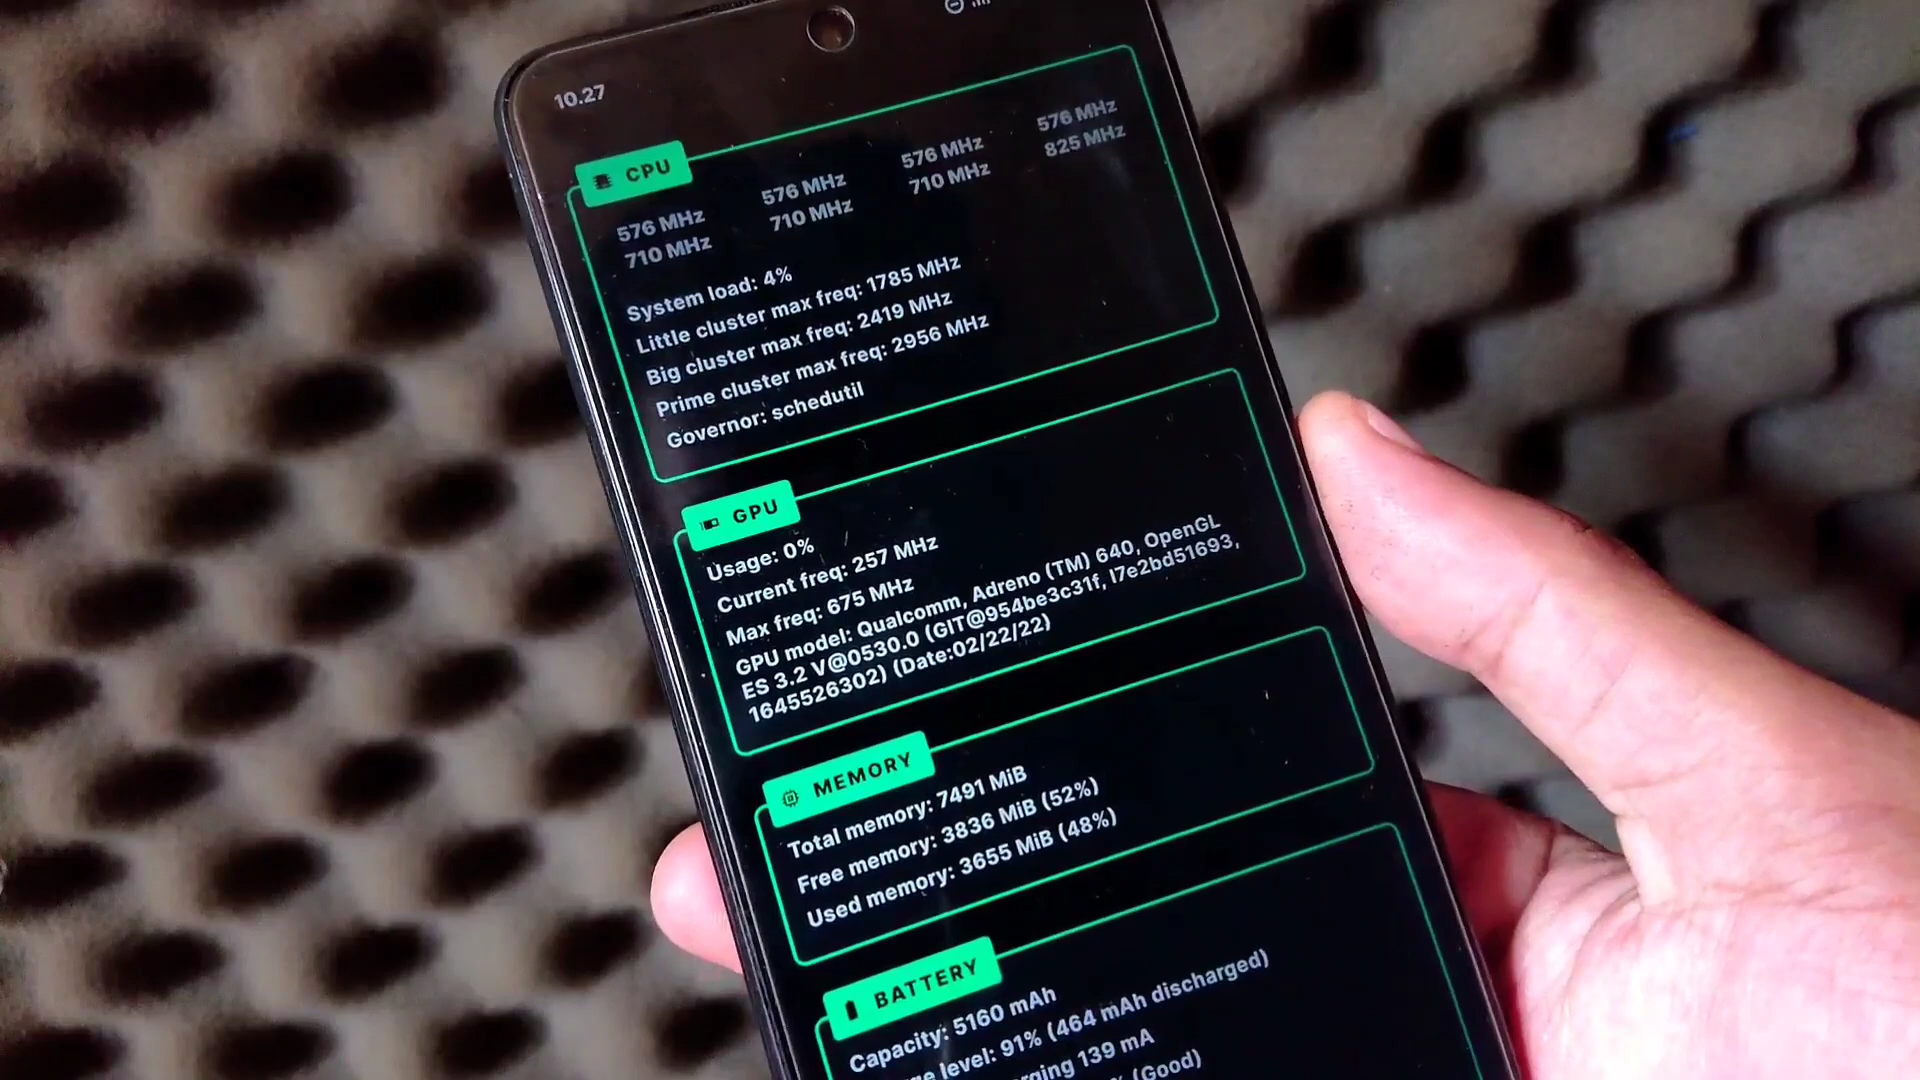 10.27
CPU
576 MHz 576 MHz 576 MHz 576 MHz
710 MHz 710 MHz 710 MHz 825 MHz
System load: 4%
Little cluster max freq: 1785 MHz
Big cluster max freq: 2419 MHz
Prime cluster max freq: 2956 MHz
Governor: schedutil
GPU
Usage: 0%
Current freq: 257 MHz
Max freq: 675 MHz
GPU model: Qualcomm, Adreno (TM) 640, OpenGL
ES 3.2 V@0530.0 (GIT@954be3c31f, I7e2bd51693,
1645526302) (Date:02/22/22)
MEMORY
Total memory: 7491 MiB
Free memory: 3836 MiB (52%)
Used memory: 3655 MiB (48%)
BATTERY
Capacity: 5160 mAh
level: 91% (464 mAh discharged)
139 mA
(Good)